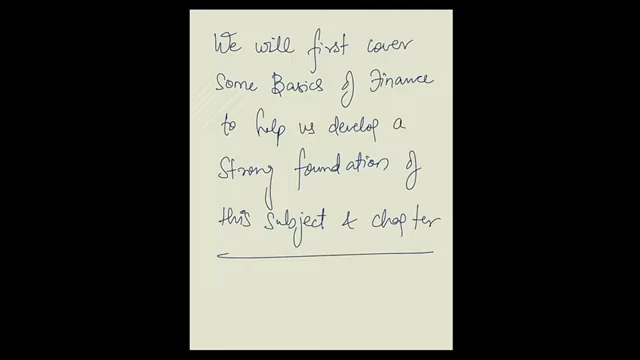 We will first cover
Some Basics of Finance
to help us develop a
Strong foundation of
this subject & chapter